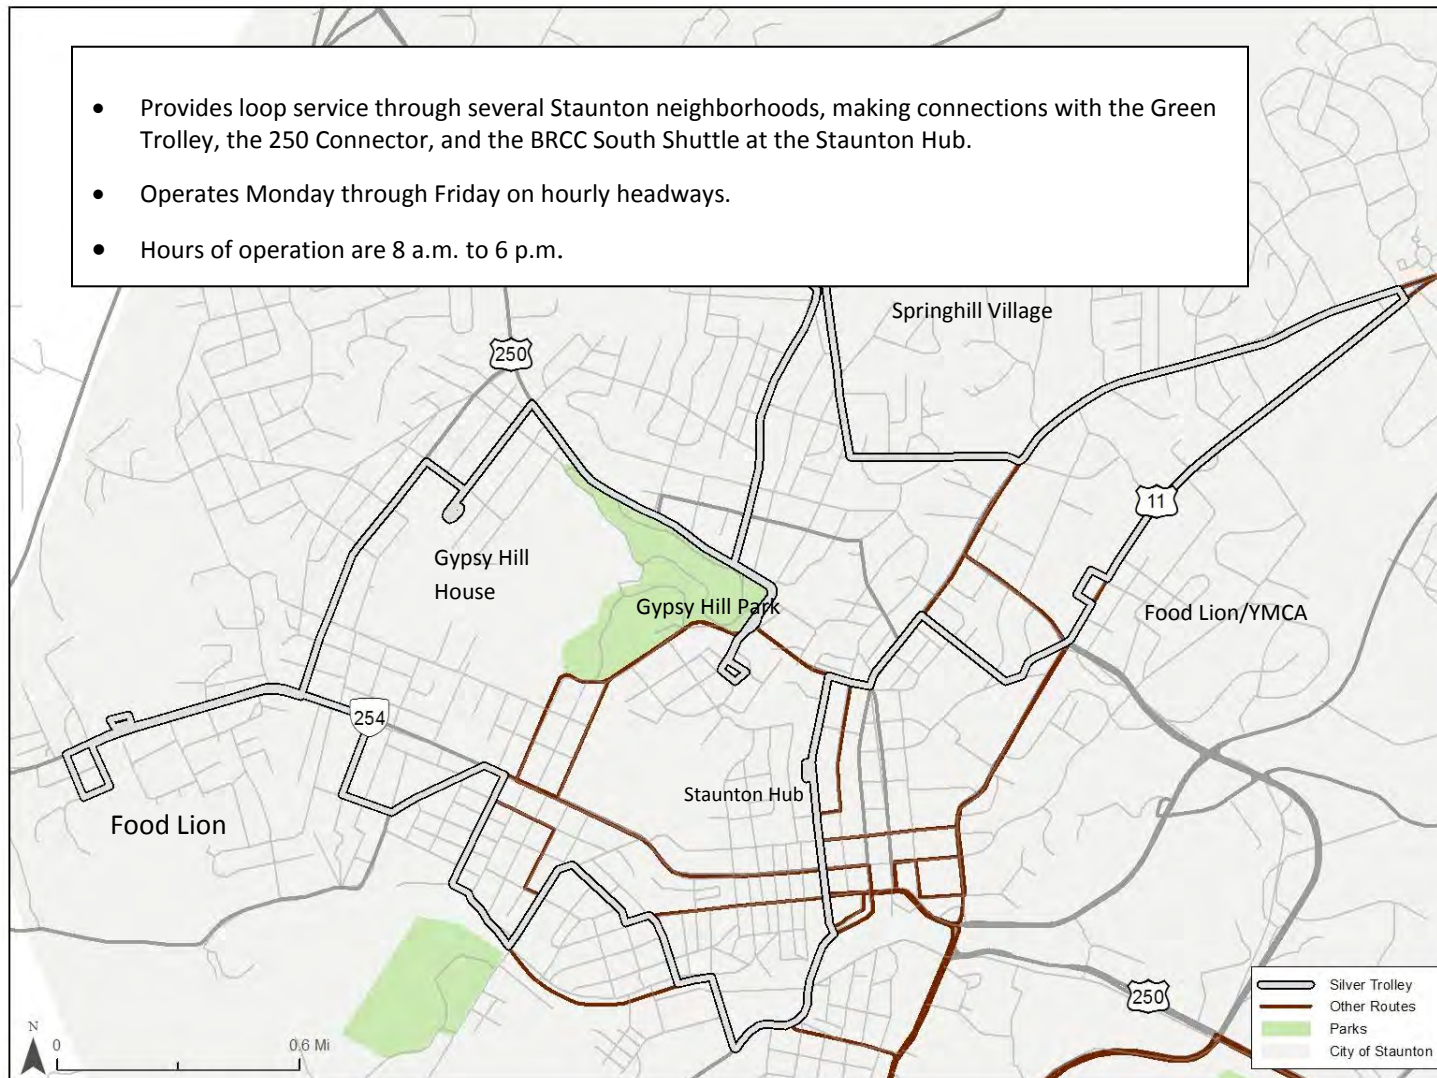 • Provides loop service through several Staunton neighborhoods, making connections with the Green
Trolley, the 250 Connector, and the BRCC South Shuttle at the Staunton Hub.
• Operates Monday through Friday on hourly headways.
• Hours of operation are 8 a.m. to 6 p.m.
Springhill Village
250
11
Gypsy Hill
House
Gypsy Hill Park
Food Lion/YMCA
254
Staunton Hub
Food Lion
250
Silver Trolley
Other Routes
Parks
City of Staunton
N
0
0.6 Mi